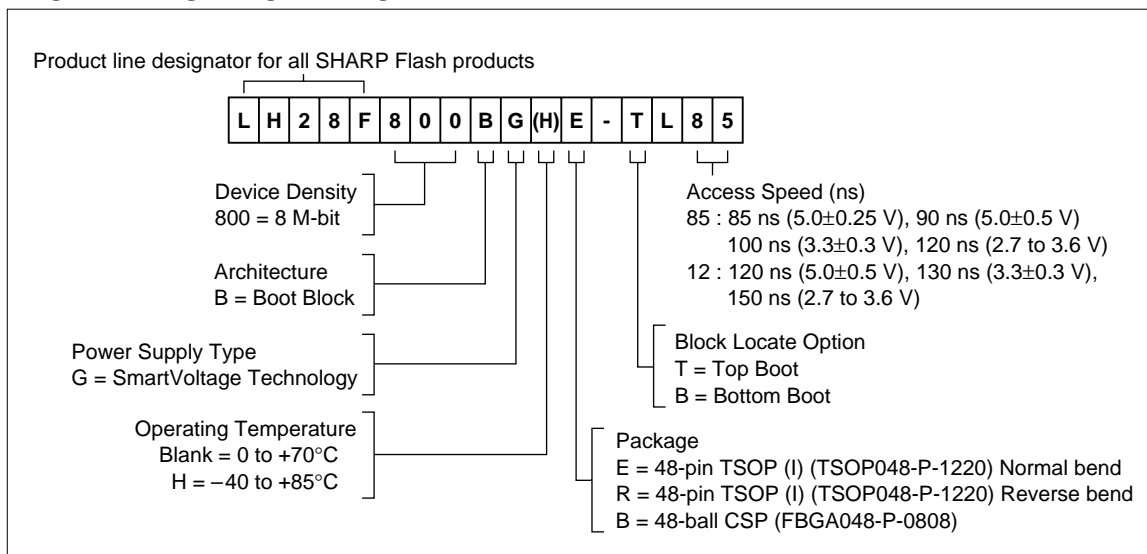 Product line designator for all SHARP Flash products
L H 2 8 F 8 0 0 B G (H) E - T L 8 5
Device Density
800 = 8 M-bit
Architecture
B = Boot Block
Power Supply Type
G = SmartVoltage Technology
Operating Temperature
Blank = 0 to +70°C
H = −40 to +85°C
Access Speed (ns)
85 : 85 ns (5.0±0.25 V), 90 ns (5.0±0.5 V)
100 ns (3.3±0.3 V), 120 ns (2.7 to 3.6 V)
12 : 120 ns (5.0±0.5 V), 130 ns (3.3±0.3 V),
150 ns (2.7 to 3.6 V)
Block Locate Option
T = Top Boot
B = Bottom Boot
Package
E = 48-pin TSOP (I) (TSOP048-P-1220) Normal bend
R = 48-pin TSOP (I) (TSOP048-P-1220) Reverse bend
B = 48-ball CSP (FBGA048-P-0808)